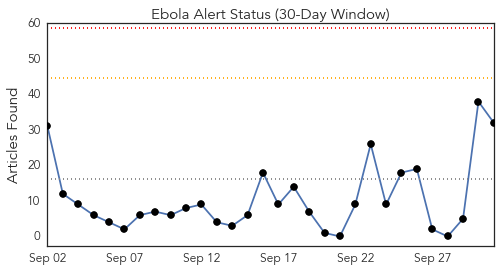 Ebola Alert Status (30-Day Window)
Articles Found
60
50
40
30
20
10
0
Sep 02
Sep 07
Sep 12
Sep 17
Sep 22
Sep 27